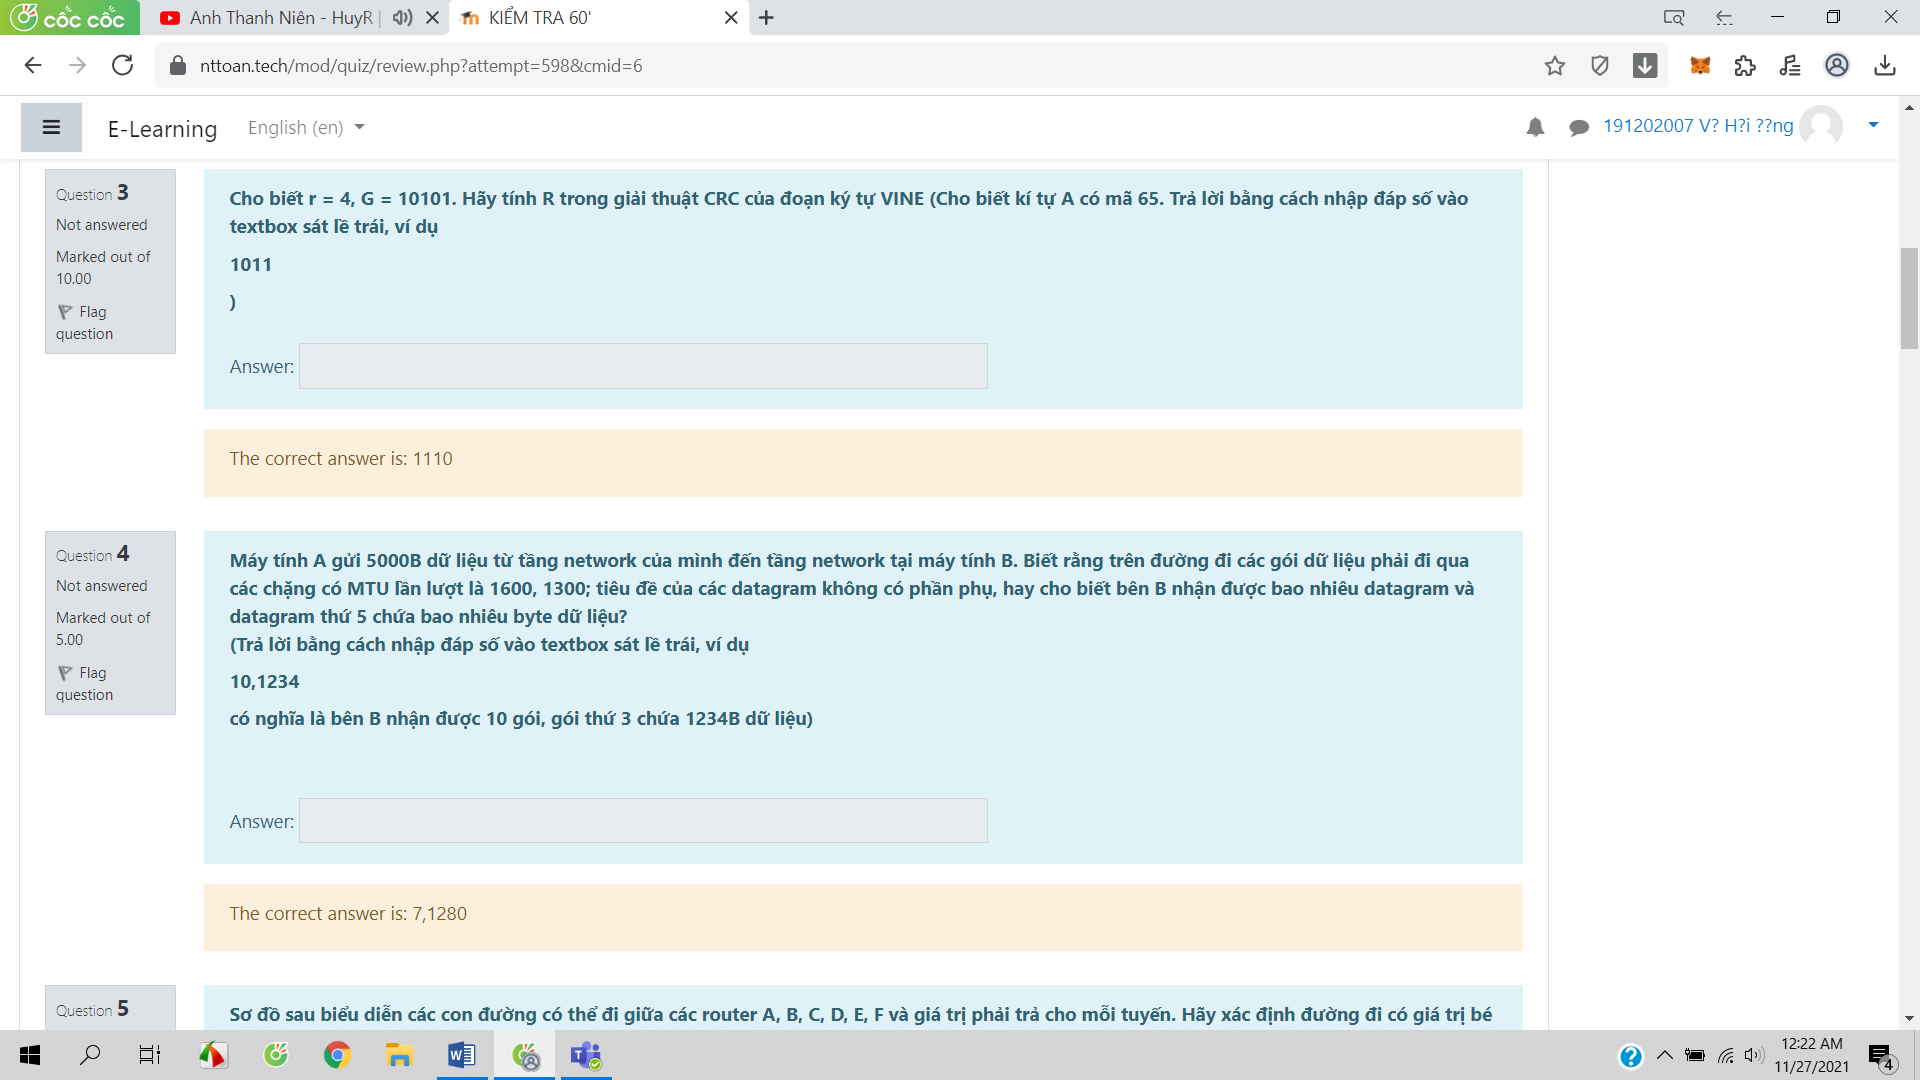 cốc cốc
Anh Thanh Niên - HuyR
KIỂM TRA 60'
nttoan.tech/mod/quiz/review.php?attempt=598&cmid=6
E-Learning
English (en)
191202007 V? H?i ??ng
Question 3
Not answered
Marked out of
10.00
Flag
question
Cho biết r = 4, G = 10101. Hãy tính R trong giải thuật CRC của đoạn ký tự VINE (Cho biết kí tự A có mã 65. Trả lời bằng cách nhập đáp số vào
textbox sát lề trái, ví dụ
1011
)
Answer:
The correct answer is: 1110
Question 4
Not answered
Marked out of
5.00
Flag
question
Máy tính A gửi 5000B dữ liệu từ tầng network của mình đến tầng network tại máy tính B. Biết rằng trên đường đi các gói dữ liệu phải đi qua
các chặng có MTU lần lượt là 1600, 1300; tiêu đề của các datagram không có phần phụ, hay cho biết bên B nhận được bao nhiêu datagram và
datagram thứ 5 chứa bao nhiêu byte dữ liệu?
(Trả lời bằng cách nhập đáp số vào textbox sát lề trái, ví dụ
10,1234
có nghĩa là bên B nhận được 10 gói, gói thứ 3 chứa 1234B dữ liệu)
Answer:
The correct answer is: 7,1280
Question 5
Sơ đồ sau biểu diễn các con đường có thể đi giữa các router A, B, C, D, E, F và giá trị phải trả cho mỗi tuyến. Hãy xác định đường đi có giá trị bé
12:22 AM
11/27/2021
4